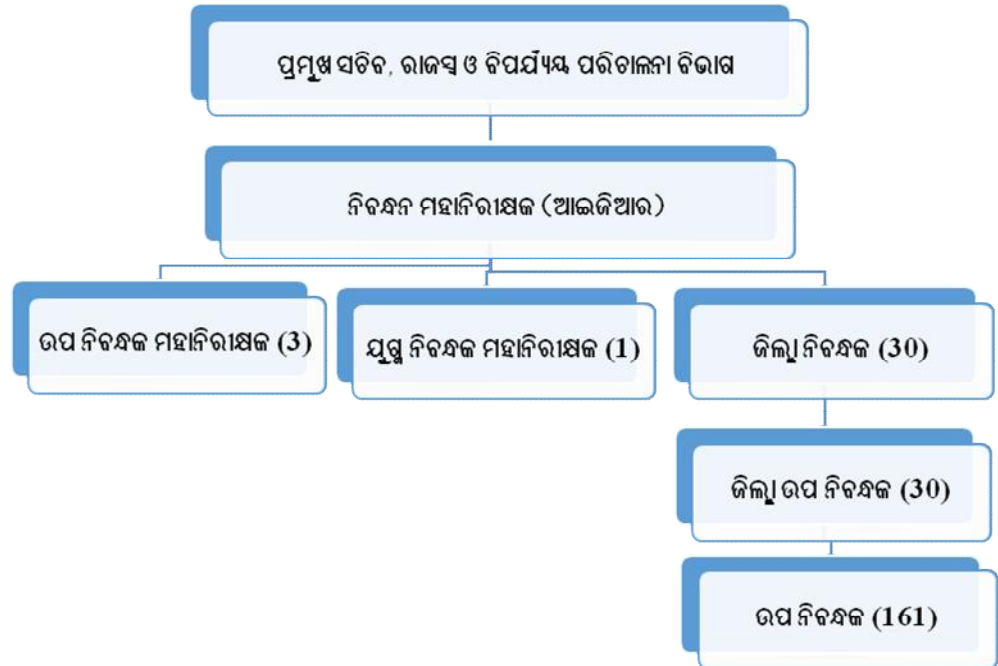 ପ୍ରମୁଖ ସଚିବ, ରାଜସ୍ୱ ଓ ବିପର୍ଯ୍ୟୟ ପରିଚାଳନା ବିଭାଗ
ନିବନ୍ଧନ ମହାନିରୀକ୍ଷକ (ଆଇଜିଆର)
ଉପ ନିବନ୍ଧକ ମହାନିରୀକ୍ଷକ (3)
ଯୁଗ୍ମ ନିବନ୍ଧକ ମହାନିରୀକ୍ଷକ (1)
ଜିଲ୍ଲା ନିବନ୍ଧକ (30)
ଜିଲ୍ଲା ଉପ ନିବନ୍ଧକ (30)
ଉପ ନିବନ୍ଧକ (161)